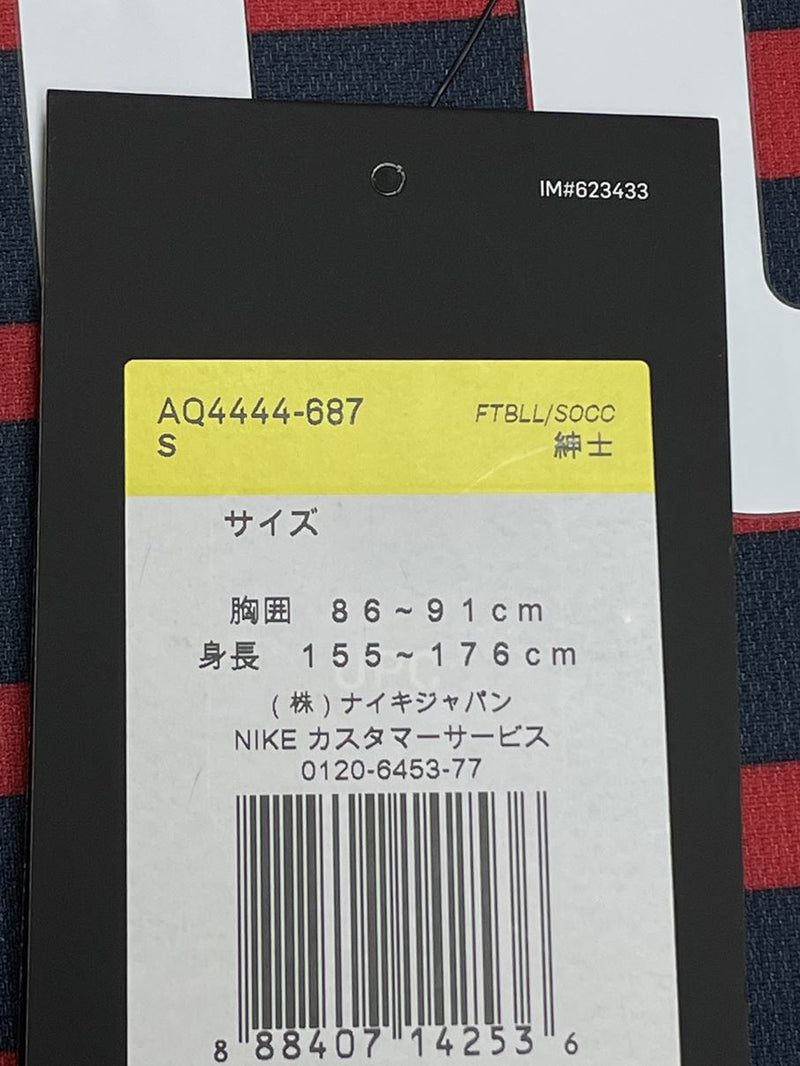 IM#623433
AQ4444-687 FTBLL/SOCC
S 紳士
サイズ
胸囲 86~91cm
身長 155~176cm
UPC
(株)ナイキジャパン
NIKE カスタマーサービス
0120-6453-77
8 88407 14253 6